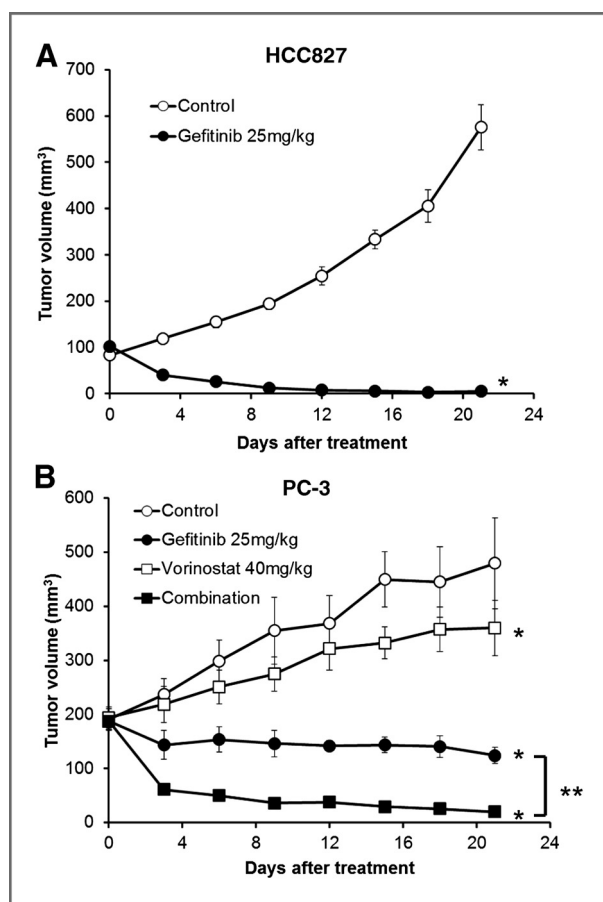 A
HCC827
700
600
500
400
300
200
100
0
Tumor volume (mm³)
Control
Gefitinib 25mg/kg
*
0 4 8 12 16 20 24
Days after treatment
B
PC-3
600
500
400
300
200
100
0
Tumor volume (mm³)
Control
Gefitinib 25mg/kg
Vorinostat 40mg/kg
Combination
*
*
**
*
0 4 8 12 16 20 24
Days after treatment